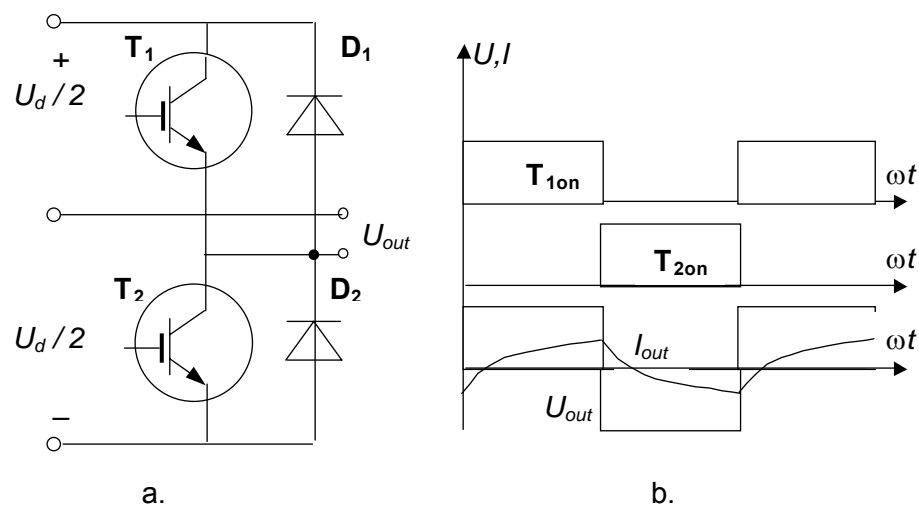 T1
D1
+
Ud /2
Uout
T2
D2
Ud /2
–
a.
U,I
T1on
ωt
T2on
ωt
Iout
ωt
Uout
b.